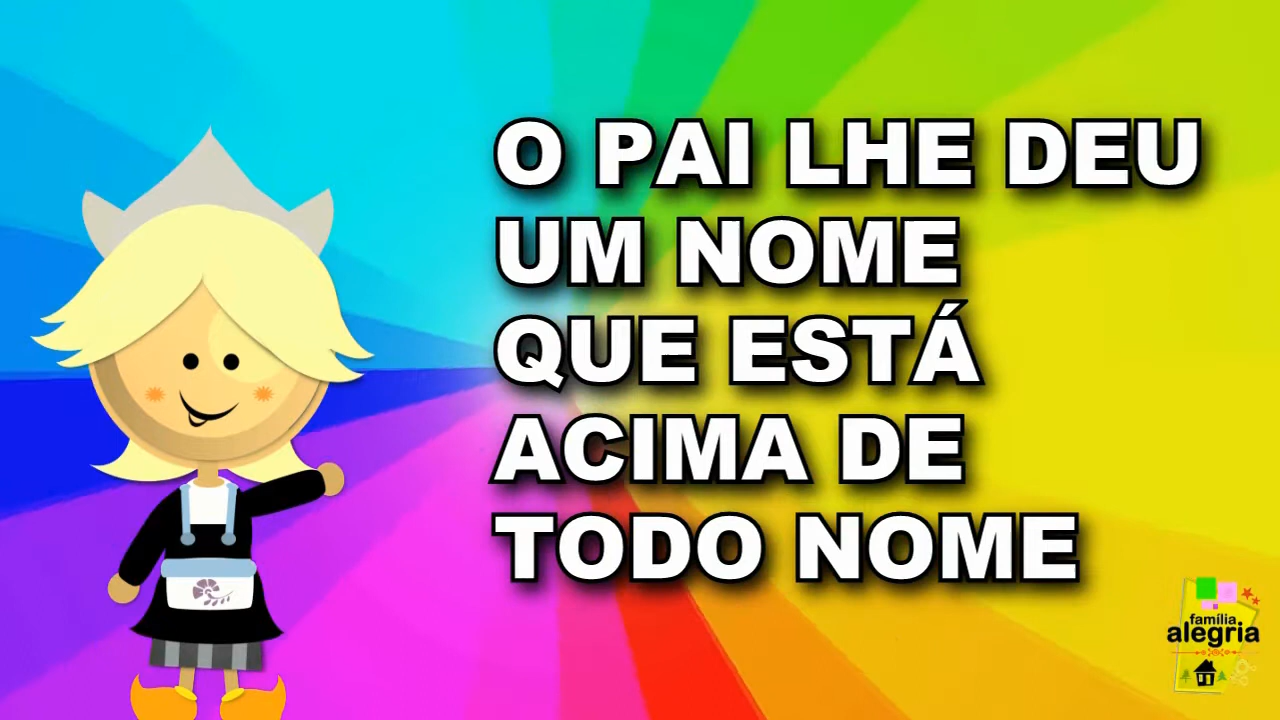 O PAI LHE DEU
UM NOME
QUE ESTÁ
ACIMA DE
TODO NOME
família
alegria